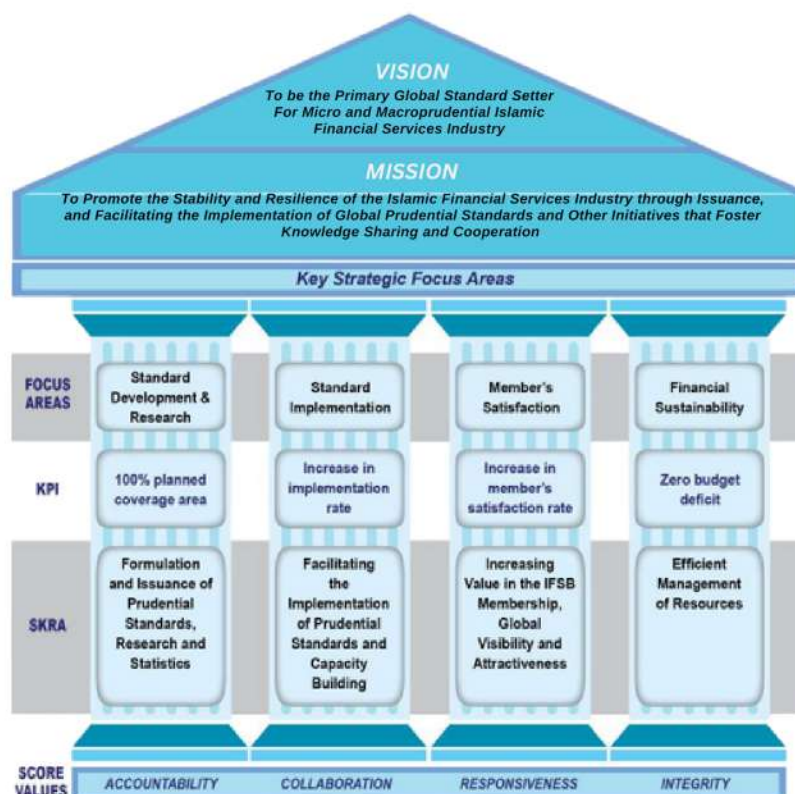 VISION
To be the Primary Global Standard Setter
For Micro and Macroprudential Islamic
Financial Services Industry
MISSION
To Promote the Stability and Resilience of the Islamic Financial Services Industry through Issuance,
and Facilitating the Implementation of Global Prudential Standards and Other Initiatives that Foster
Knowledge Sharing and Cooperation
Key Strategic Focus Areas
FOCUS
AREAS
Standard
Development &
Research
Standard
Implementation
Member's
Satisfaction
Financial
Sustainability
KPI
100% planned
coverage area
Increase in
implementation
rate
Increase in
member's
satisfaction rate
Zero budget
deficit
SKRA
Formulation
and Issuance of
Prudential
Standards,
Research and
Statistics
Facilitating
the
Implementation
of Prudential
Standards and
Capacity
Building
Increasing
Value in the IFSB
Membership,
Global
Visibility and
Attractiveness
Efficient
Management
of Resources
SCORE
VALUES
ACCOUNTABILITY
COLLABORATION
RESPONSIVENESS
INTEGRITY